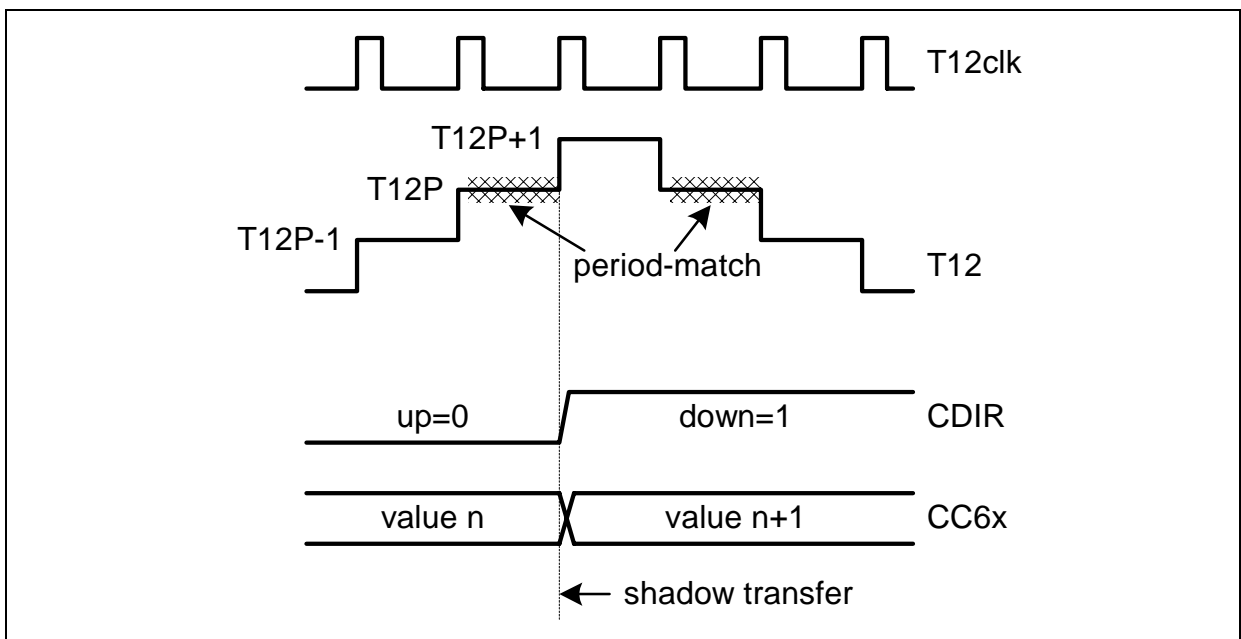 T12clk
T12P+1
T12P
T12P-1
period-match
T12
up=0
down=1
CDIR
value n
value n+1
CC6x
shadow transfer